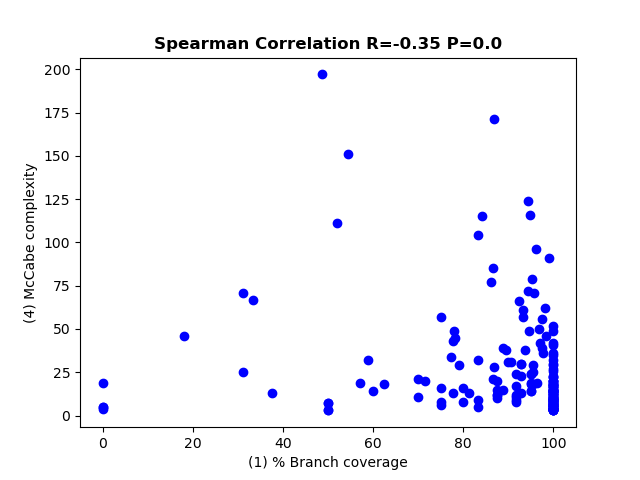 Spearman Correlation R=-0.35 P=0.0
200
175
150
125
100
75
50
25
0
(4) McCabe complexity
0 20 40 60 80 100
(1) % Branch coverage